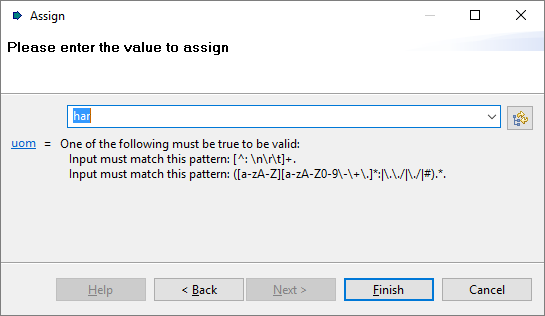 Assign
Please enter the value to assign
har
uom = One of the following must be true to be valid:
Input must match this pattern: [^: \n\r\t]+.
Input must match this pattern: ([a-zA-Z][a-zA-Z0-9\-\+\.]*:|\.\./|\./|#).*.
Help
< Back
Next >
Finish
Cancel